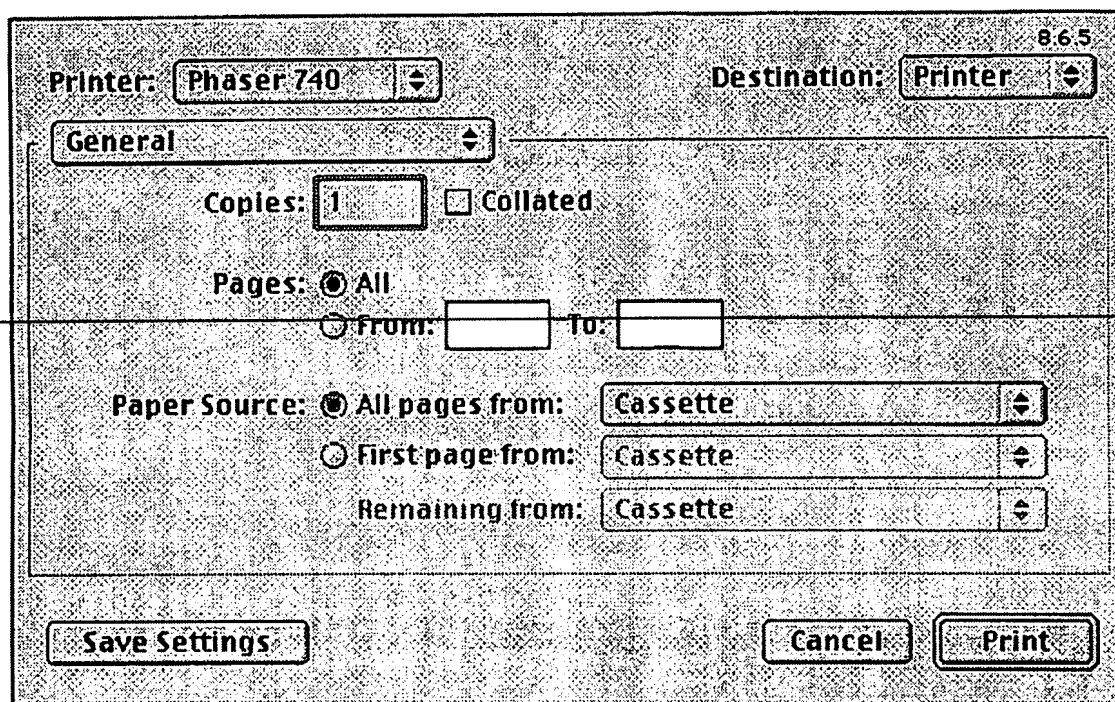 8.6.5
Printer: Phaser 740 Destination: Printer
General
Copies: 1 Collated
Pages: All
From: To:
Paper Source: All pages from: Cassette
First page from: Cassette
Remaining from: Cassette
Save Settings Cancel Print